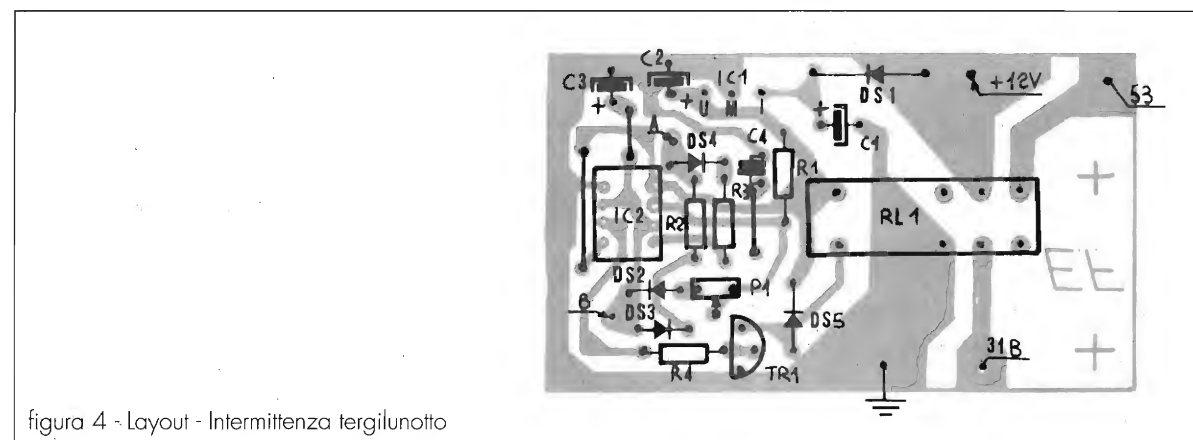 C3
C2
IC1
+
+
U
M
I
DS1
+12V
53
A
DS4
C4
+
C1
R1
IC2
R2
R3
RL1
DS2
P1
B
DS3
DS5
R4
TR1
31B
+
EE
+
figura 4 - Layout - Intermittenza tergilunotto